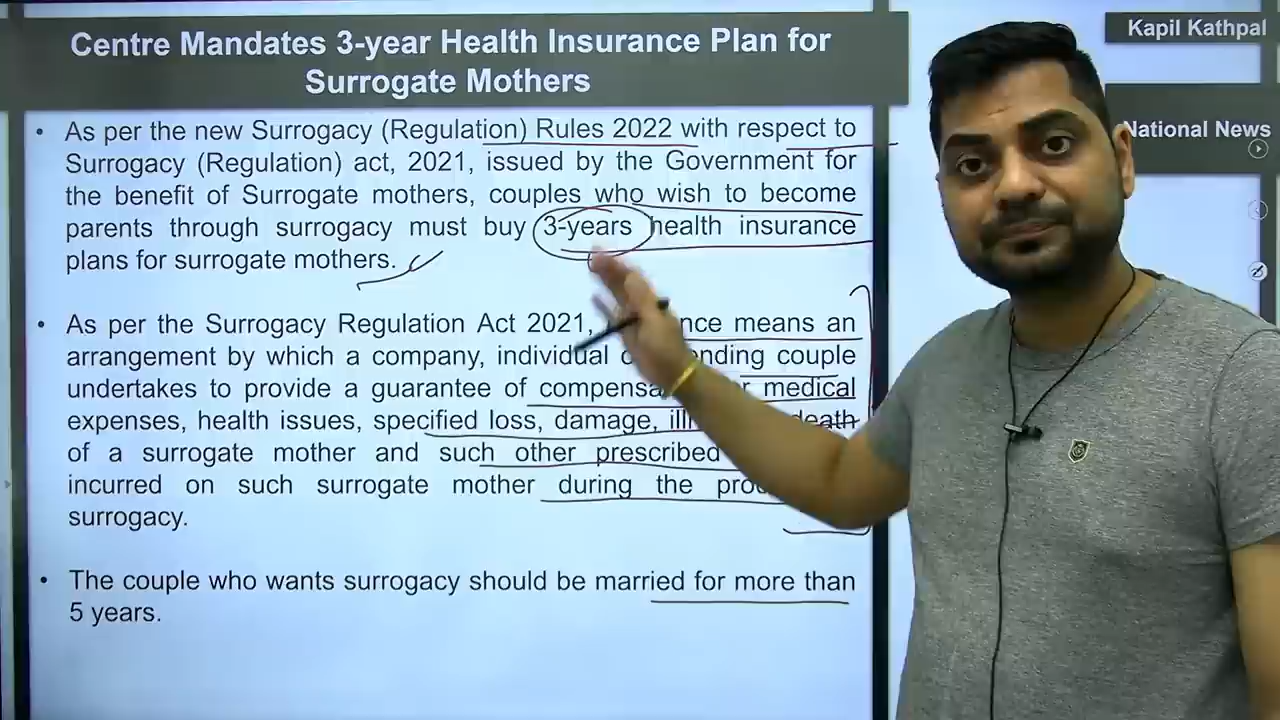 Centre Mandates 3-year Health Insurance Plan for
Surrogate Mothers
Kapil Kathpal
National News
• As per the new Surrogacy (Regulation) Rules 2022 with respect to
Surrogacy (Regulation) act, 2021, issued by the Government for
the benefit of Surrogate mothers, couples who wish to become
parents through surrogacy must buy 3-years health insurance
plans for surrogate mothers.
• As per the Surrogacy Regulation Act 2021, means an
arrangement by which a company, individual couple
undertakes to provide a guarantee of medical
expenses, health issues, specified loss, damage, death
of a surrogate mother and such other prescribed
incurred on such surrogate mother during the
surrogacy.
• The couple who wants surrogacy should be married for more than
5 years.